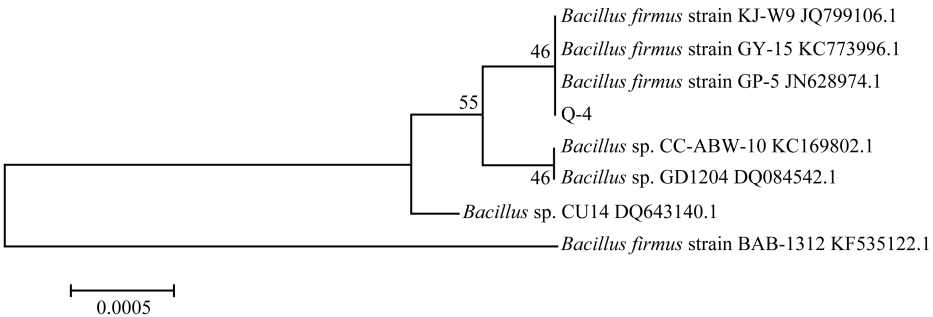 Bacillus firmus strain KJ-W9 JQ799106.1
46
Bacillus firmus strain GY-15 KC773996.1
Bacillus firmus strain GP-5 JN628974.1
55
Q-4
Bacillus sp. CC-ABW-10 KC169802.1
46
Bacillus sp. GD1204 DQ084542.1
Bacillus sp. CU14 DQ643140.1
Bacillus firmus strain BAB-1312 KF535122.1
0.0005